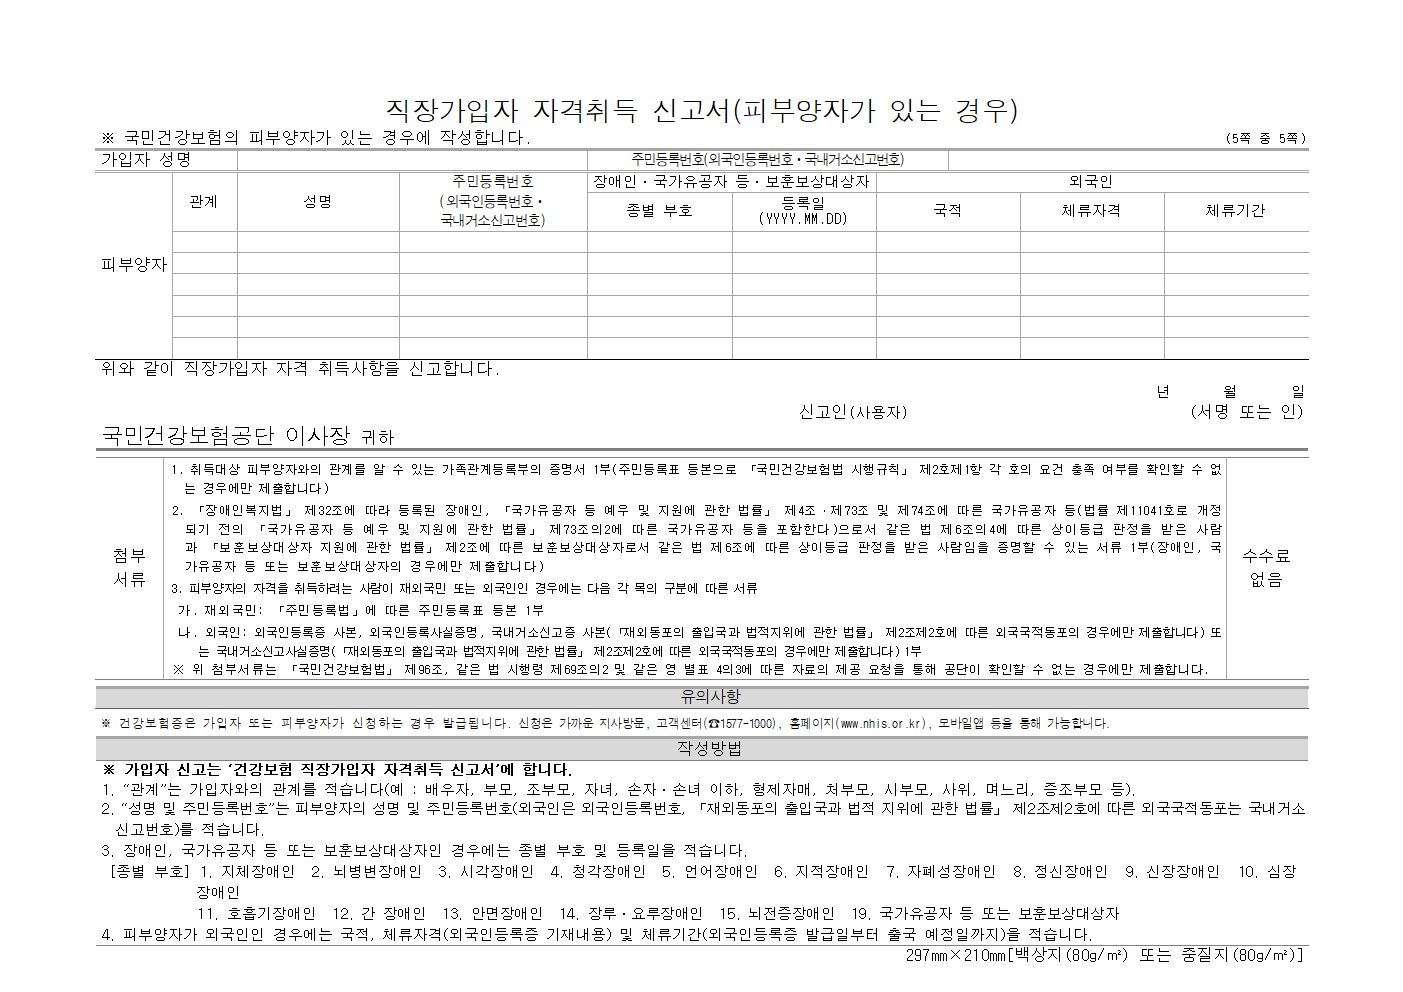 직장가입자 자격취득 신고서(피부양자가 있는 경우)
※ 국민건강보험의 피부양자가 있는 경우에 작성합니다.
(5쪽 중 5쪽)
가입자 성명
주민등록번호(외국인등록번호・국내거소신고번호)
피부양자
관계
성명
주민등록번호
(외국인등록번호・
국내거소신고번호)
장애인・국가유공자 등・보훈보상대상자
외국인
종별 부호
등록일
(YYYY.MM.DD)
국적
체류자격
체류기간
위와 같이 직장가입자 자격 취득사항을 신고합니다.
년 월 일
신고인(사용자) (서명 또는 인)
국민건강보험공단 이사장 귀하
첨부
서류
1. 취득대상 피부양자와의 관계를 알 수 있는 가족관계등록부의 증명서 1부(주민등록표 등본으로 「국민건강보험법 시행규칙」 제2호제1항 각 호의 요건 충족 여부를 확인할 수 없
는 경우에만 제출합니다)
2. 「장애인복지법」 제32조에 따라 등록된 장애인, 「국가유공자 등 예우 및 지원에 관한 법률」 제4조·제73조 및 제74조에 따른 국가유공자 등(법률 제11041호로 개정
되기 전의 「국가유공자 등 예우 및 지원에 관한 법률」 제73조의2에 따른 국가유공자 등을 포함한다)으로서 같은 법 제6조의4에 따른 상이등급 판정을 받은 사람
과 「보훈보상대상자 지원에 관한 법률」 제2조에 따른 보훈보상대상자로서 같은 법 제6조에 따른 상이등급 판정을 받은 사람임을 증명할 수 있는 서류 1부(장애인, 국
가유공자 등 또는 보훈보상대상자의 경우에만 제출합니다)
3. 피부양자의 자격을 취득하려는 사람이 재외국민 또는 외국인인 경우에는 다음 각 목의 구분에 따른 서류
가. 재외국민: 「주민등록법」에 따른 주민등록표 등본 1부
나. 외국인: 외국인등록증 사본, 외국인등록사실증명, 국내거소신고증 사본(「재외동포의 출입국과 법적지위에 관한 법률」 제2조제2호에 따른 외국국적동포의 경우에만 제출합니다) 또
는 국내거소신고사실증명(「재외동포의 출입국과 법적지위에 관한 법률」 제2조제2호에 따른 외국국적동포의 경우에만 제출합니다) 1부
※ 위 첨부서류는 「국민건강보험법」 제96조, 같은 법 시행령 제69조의2 및 같은 영 별표 4의3에 따른 자료의 제공 요청을 통해 공단이 확인할 수 없는 경우에만 제출합니다.
수수료
없음
유의사항
※ 건강보험증은 가입자 또는 피부양자가 신청하는 경우 발급됩니다. 신청은 가까운 지사방문, 고객센터(☎1577-1000), 홈페이지(www.nhis.or.kr), 모바일앱 등을 통해 가능합니다.
작성방법
※ 가입자 신고는 ‘건강보험 직장가입자 자격취득 신고서’에 합니다.
1. “관계”는 가입자와의 관계를 적습니다(예 : 배우자, 부모, 조부모, 자녀, 손자・손녀 이하, 형제자매, 처부모, 시부모, 사위, 며느리, 증조부모 등).
2. “성명 및 주민등록번호”는 피부양자의 성명 및 주민등록번호(외국인은 외국인등록번호, 「재외동포의 출입국과 법적 지위에 관한 법률」 제2조제2호에 따른 외국국적동포는 국내거소
신고번호)를 적습니다.
3. 장애인, 국가유공자 등 또는 보훈보상대상자인 경우에는 종별 부호 및 등록일을 적습니다.
[종별 부호] 1. 지체장애인 2. 뇌병변장애인 3. 시각장애인 4. 청각장애인 5. 언어장애인 6. 지적장애인 7. 자폐성장애인 8. 정신장애인 9. 신장장애인 10. 심장
장애인
11. 호흡기장애인 12. 간 장애인 13. 안면장애인 14. 장루・요루장애인 15. 뇌전증장애인 19. 국가유공자 등 또는 보훈보상대상자
4. 피부양자가 외국인인 경우에는 국적, 체류자격(외국인등록증 기재내용) 및 체류기간(외국인등록증 발급일부터 출국 예정일까지)을 적습니다.
297㎜×210㎜[백상지(80g/㎡) 또는 중질지(80g/㎡)]